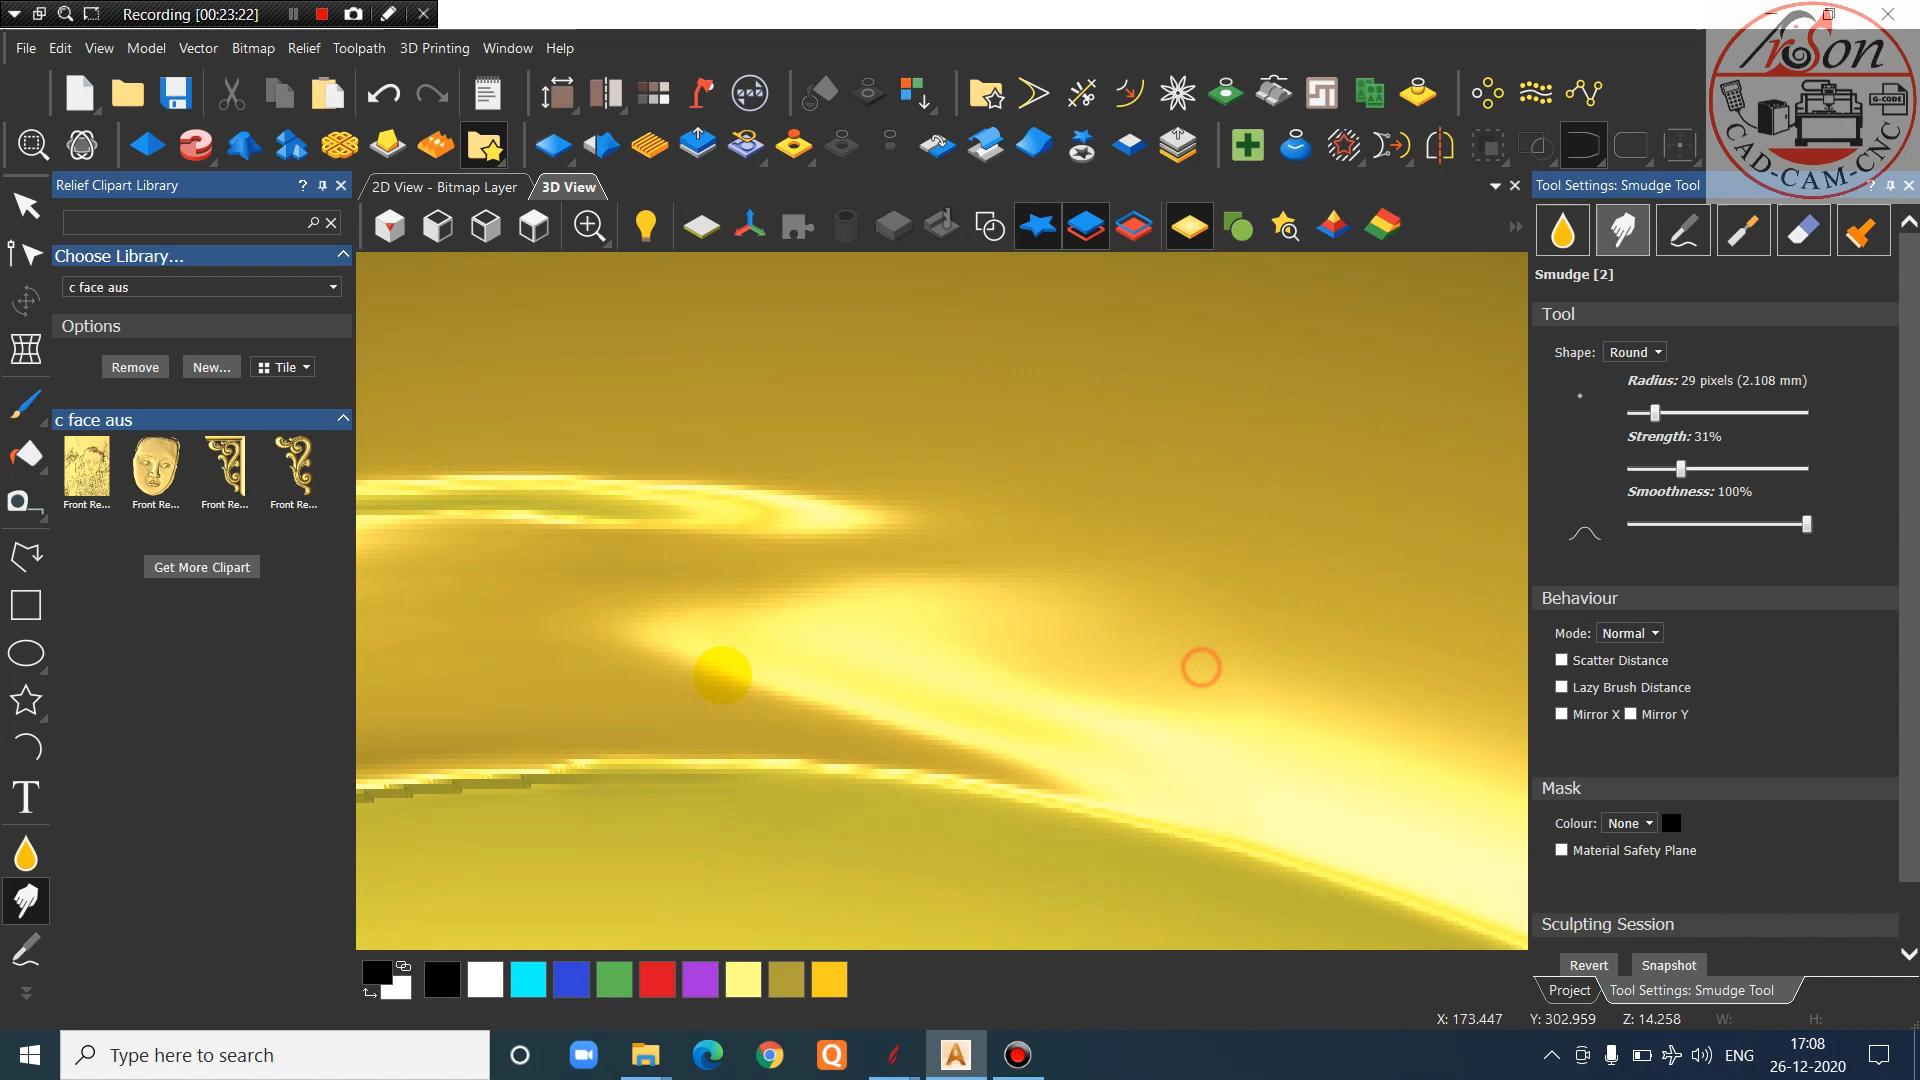 Recording [00:23:22]
File Edit View Model Vector Bitmap Relief Toolpath 3D Printing Window Help
ArtSon
G-CODE
CAD-CAM-CNC
Relief Clipart Library ?
2D View - Bitmap Layer 3D View
Tool Settings: Smudge Tool ?
Choose Library...
c face aus
Options
Remove New... Tile
c face aus
Front Re... Front Re... Front Re... Front Re...
Get More Clipart
T
Smudge [2]
Tool
Shape: Round
Radius: 29 pixels (2.108 mm)
Strength: 31%
Smoothness: 100%
Behaviour
Mode: Normal
Scatter Distance
Lazy Brush Distance
Mirror X Mirror Y
Mask
Colour: None
Material Safety Plane
Sculpting Session
Revert Snapshot
Project Tool Settings: Smudge Tool
X: 173.447 Y: 302.959 Z: 14.258 W: H:
Type here to search
ENG
17:08
26-12-2020